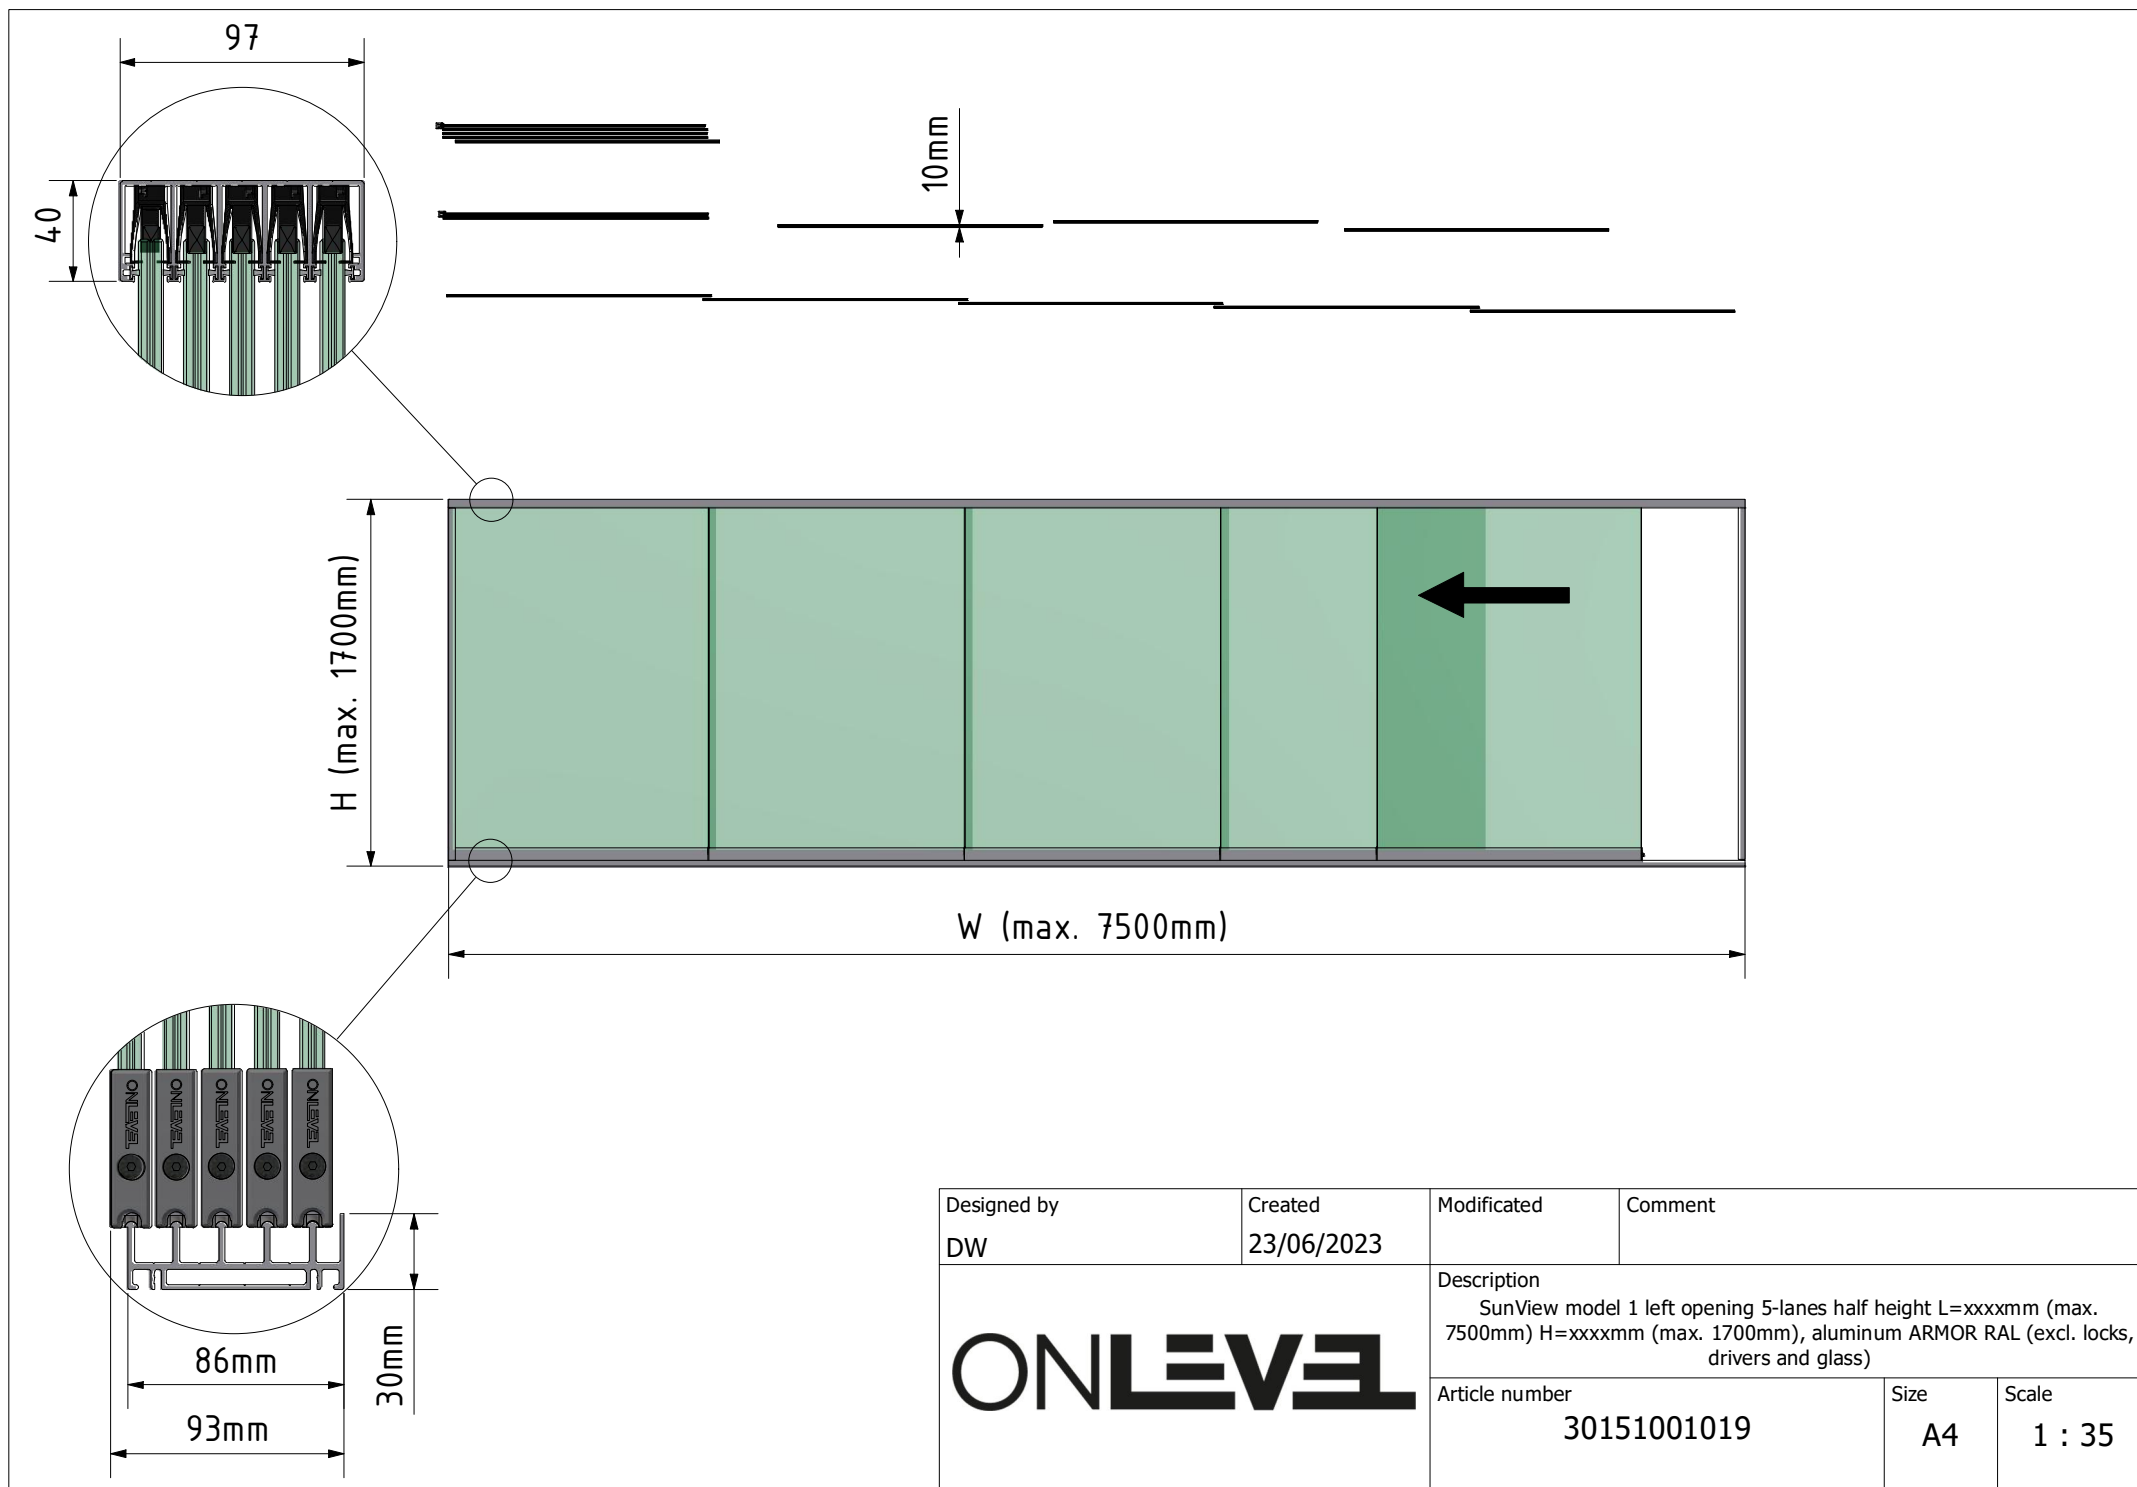 97
40
10mm
H (max. 1700mm)
W (max. 7500mm)
ONLEVEL
ONLEVEL
ONLEVEL
ONLEVEL
ONLEVEL
86mm
93mm
30mm
Designed by
DW
Created
23/06/2023
Modificated
Comment
ONLEVEL
Description
SunView model 1 left opening 5-lanes half height L=xxxxmm (max.
7500mm) H=xxxxmm (max. 1700mm), aluminum ARMOR RAL (excl. locks,
drivers and glass)
Article number
30151001019
Size
A4
Scale
1 : 35